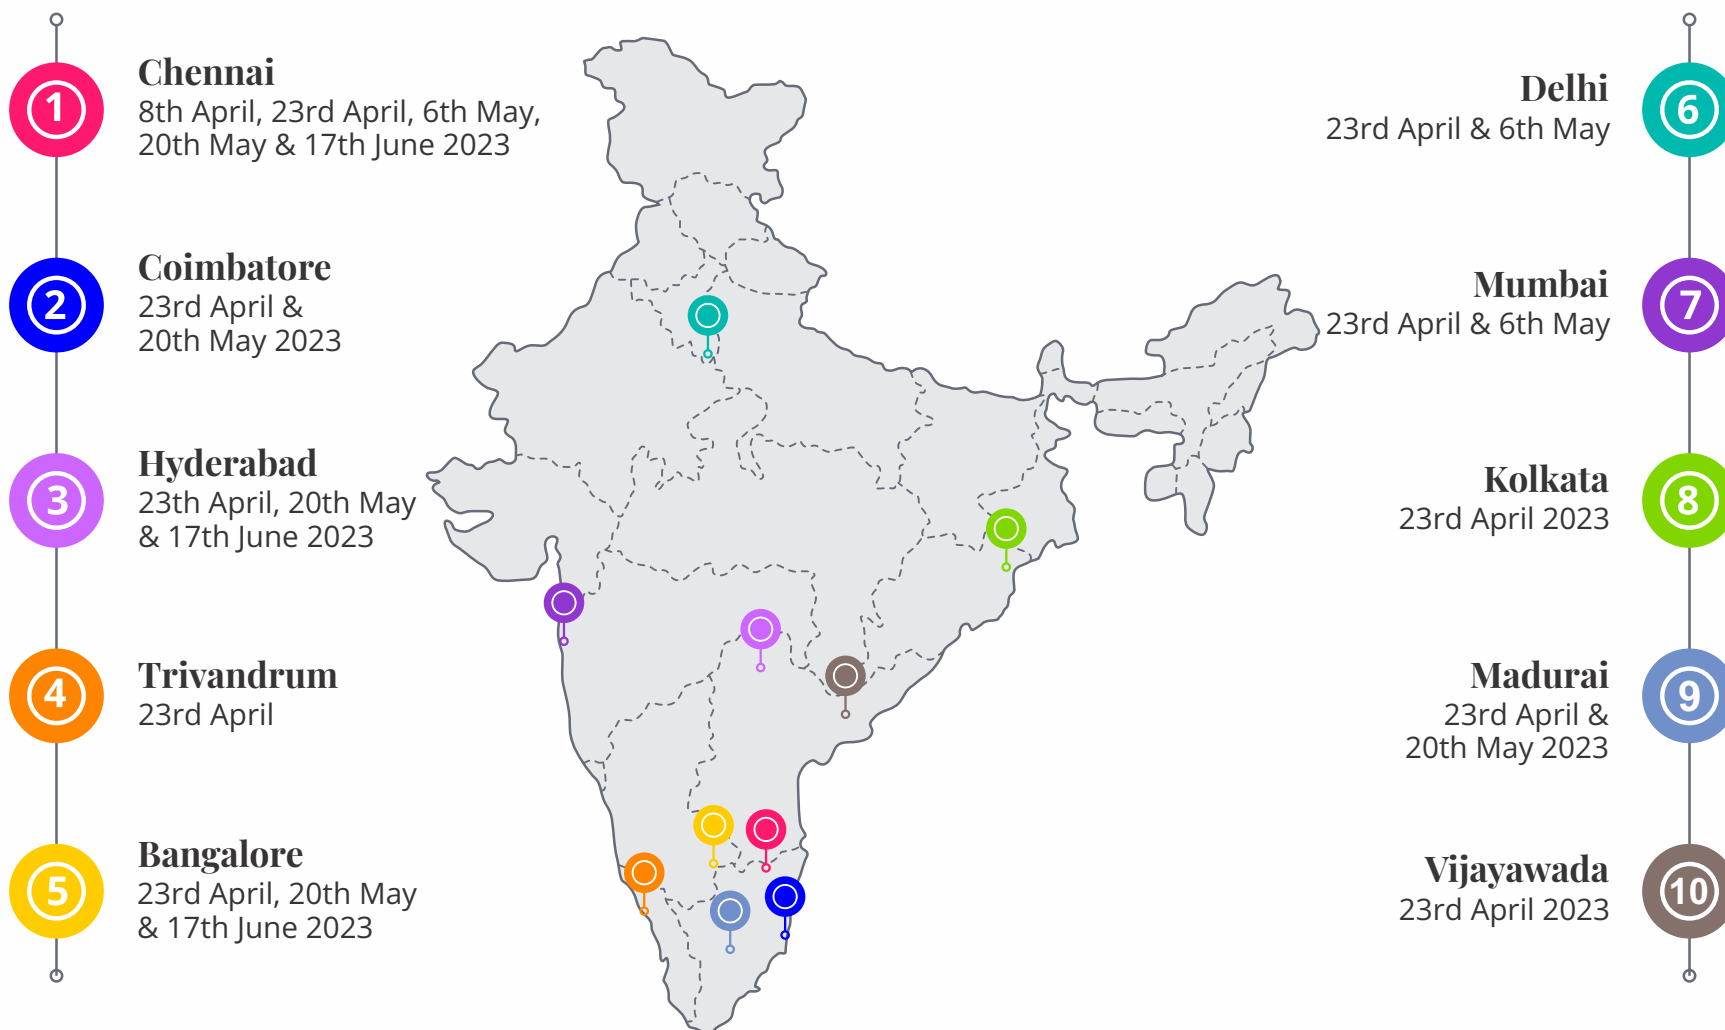 1
Chennai
8th April, 23rd April, 6th May,
20th May & 17th June 2023
2
Coimbatore
23rd April &
20th May 2023
3
Hyderabad
23th April, 20th May
& 17th June 2023
4
Trivandrum
23rd April
5
Bangalore
23rd April, 20th May
& 17th June 2023
Delhi
6
23rd April & 6th May
Mumbai
7
23rd April & 6th May
Kolkata
8
23rd April 2023
Madurai
9
23rd April &
20th May 2023
Vijayawada
10
23rd April 2023